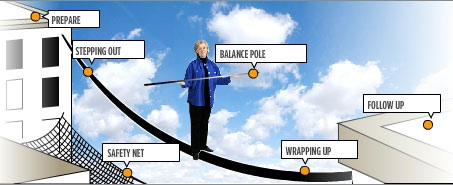 PREPARE
STEPPING OUT
BALANCE POLE
FOLLOW UP
SAFETY NET
WRAPPING UP